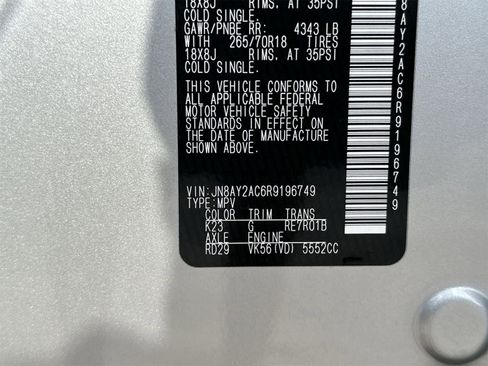 18X8J RIMS. AT 35PSI
COLD SINGLE.
GAWR/PNBE RR: 4343 LB
WITH 265/70R18 TIRES
18X8J RIMS. AT 35PSI
COLD SINGLE.
THIS VEHICLE CONFORMS TO
ALL APPLICABLE FEDERAL
MOTOR VEHICLE SAFETY
STANDARDS IN EFFECT ON
THE DATE OF MANUFACTURE
SHOWN ABOVE.
VIN:JN8AY2AC6R9196749
TYPE:MPV
COLOR TRIM TRANS
K23 G RE7R01B
AXLE ENGINE
RD29 VK56(VD) 5552CC
8AY2AC6R9196749